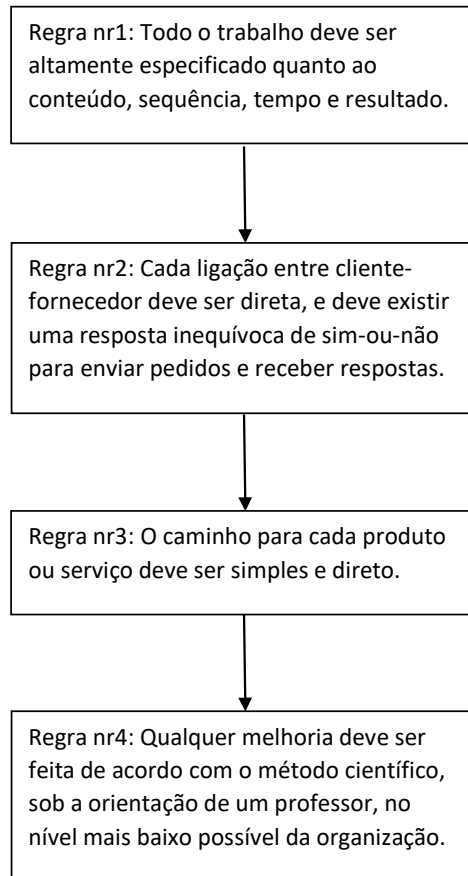 Regra nr1: Todo o trabalho deve ser
altamente especificado quanto ao
conteúdo, sequência, tempo e resultado.
Regra nr2: Cada ligação entre cliente-
fornecedor deve ser direta, e deve existir
uma resposta inequívoca de sim-ou-não
para enviar pedidos e receber respostas.
Regra nr3: O caminho para cada produto
ou serviço deve ser simples e direto.
Regra nr4: Qualquer melhoria deve ser
feita de acordo com o método científico,
sob a orientação de um professor, no
nível mais baixo possível da organização.